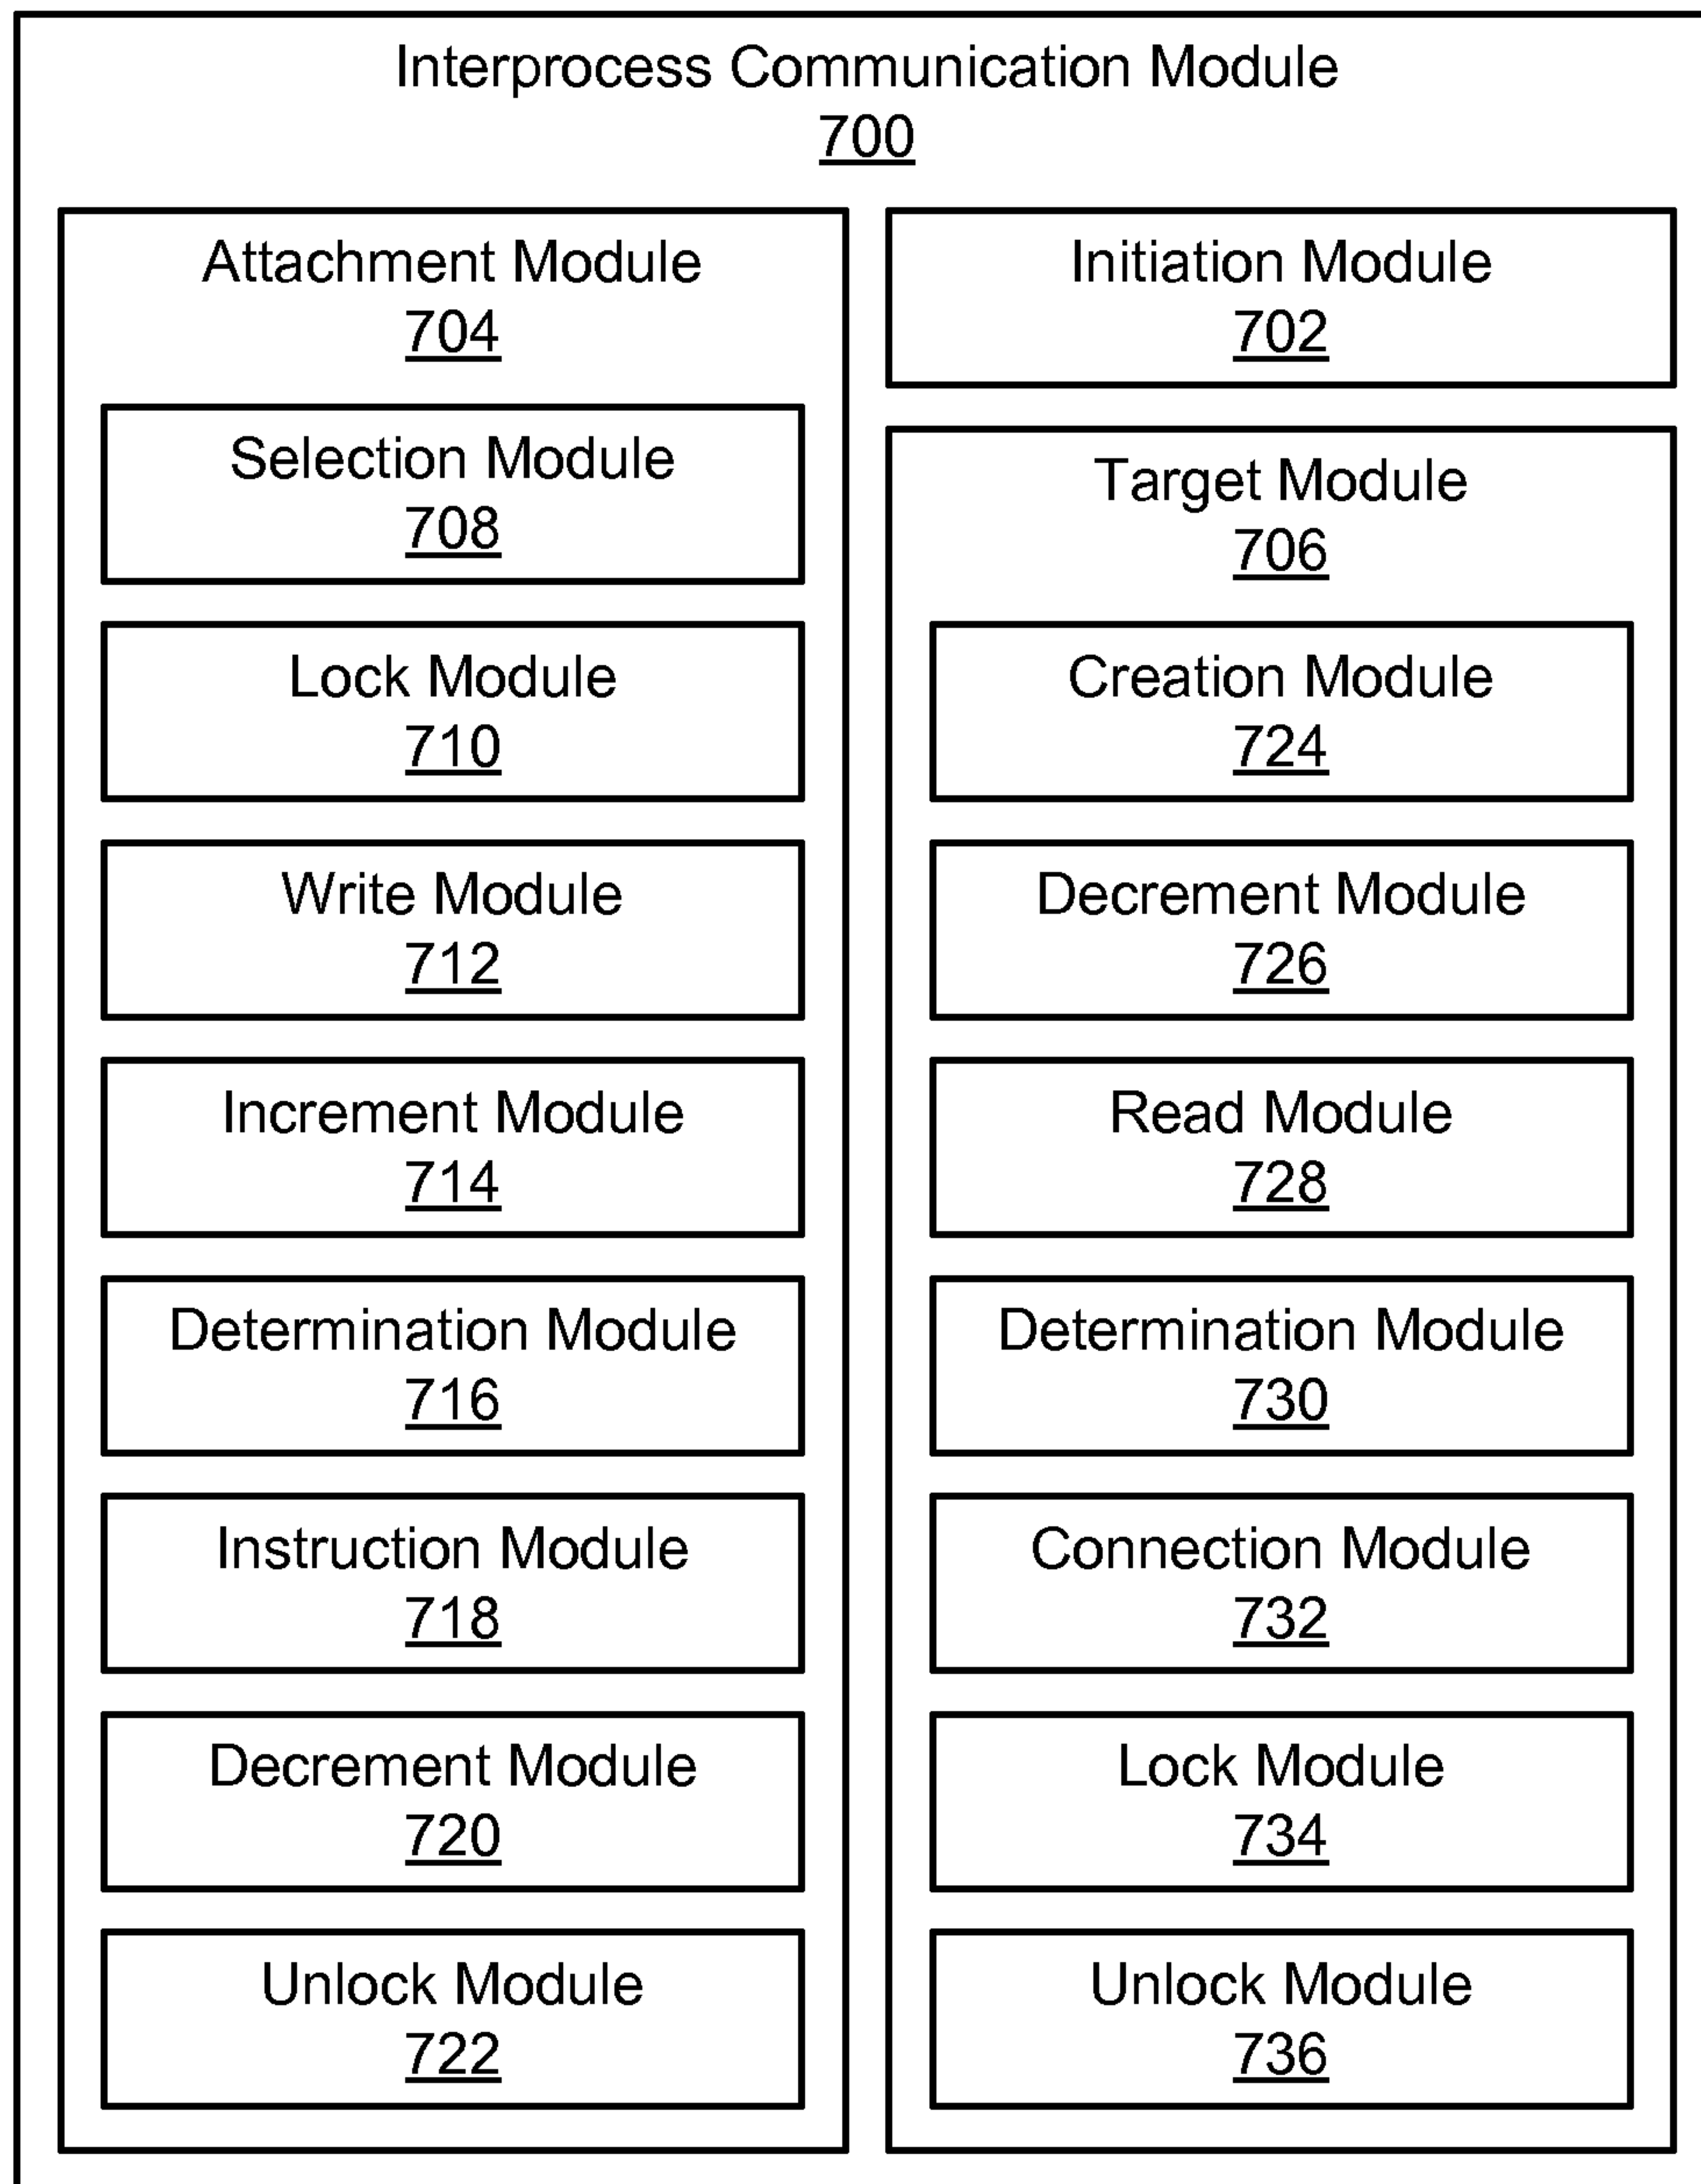 Interprocess Communication Module
700
Attachment Module
704
Selection Module
708
Lock Module
710
Write Module
712
Increment Module
714
Determination Module
716
Instruction Module
718
Decrement Module
720
Unlock Module
722
Initiation Module
702
Target Module
706
Creation Module
724
Decrement Module
726
Read Module
728
Determination Module
730
Connection Module
732
Lock Module
734
Unlock Module
736